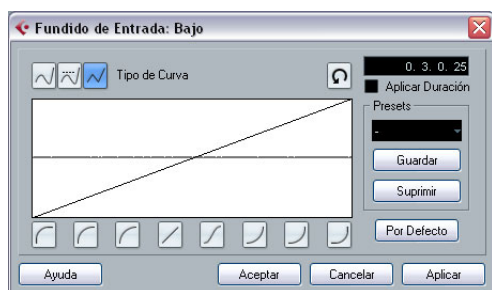 Fundido de Entrada: Bajo
Tipo de Curva
0. 3. 0. 25
Aplicar Duración
Presets
-
Guardar
Suprimir
Por Defecto
Ayuda
Aceptar
Cancelar
Aplicar